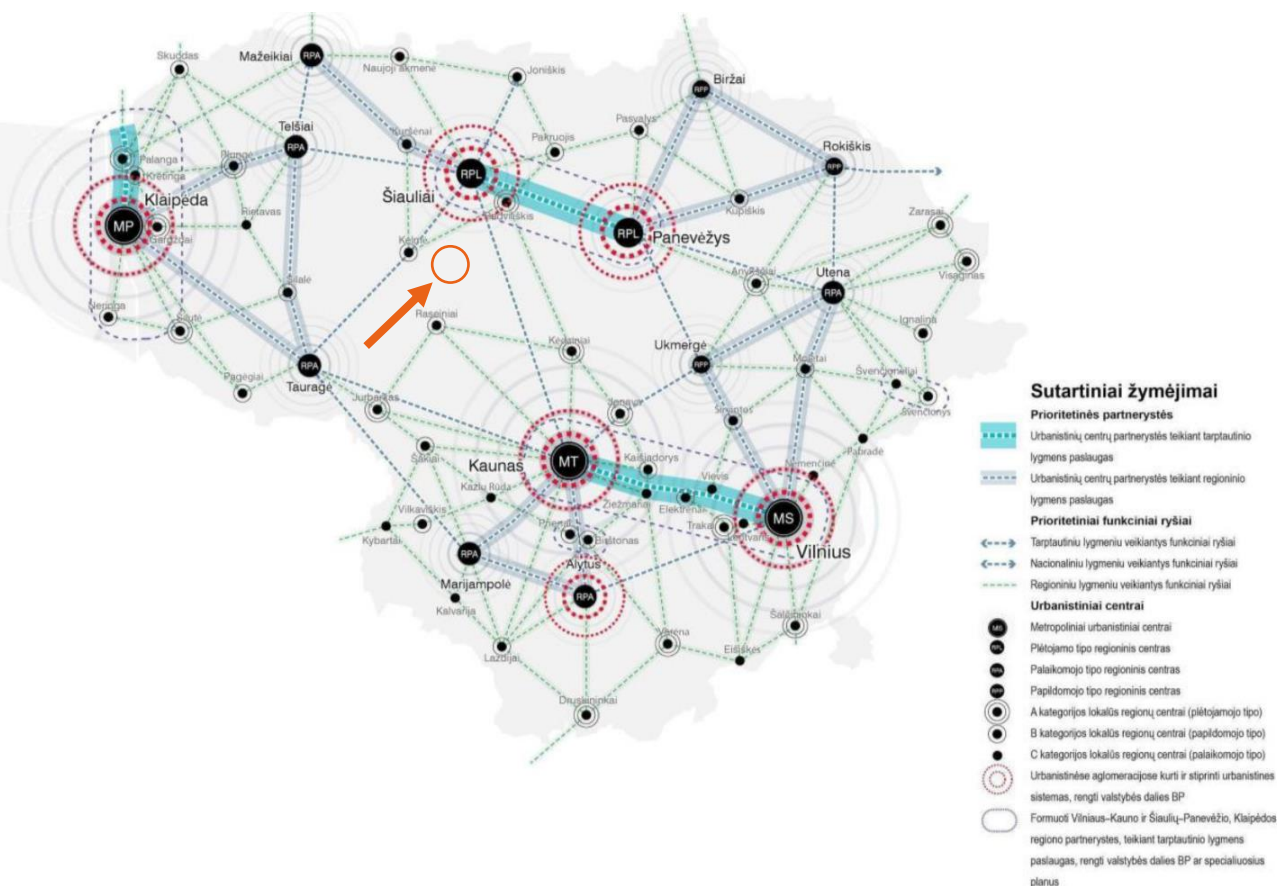 Skuodas
Mažeikiai
RPA
Naujoji akmenė
Joniškis
Biržai
RPP
Telšiai
RPA
Kuršėnai
Pakruojis
Pasvalys
Rokiškis
RPP
Palanga
Kretinga
Plungė
RPL
Šiauliai
Radviliškis
Kupiškis
Klaipėda
MP
Gargždai
Rietavas
RPL
Panevėžys
Zarasai
Kelmė
Anykščiai
Utena
RPA
Visaginas
Neringa
Šilutė
Šilalė
Raseiniai
Kėdainiai
Ukmergė
RPP
Ignalina
Pagėgiai
RPA
Tauragė
Molėtai
Švenčionėliai
Švenčionys
Jurbarkas
Jonava
Širvintos
Pabradė
Šakiai
Kaunas
MT
Kaišiadorys
Vievis
Nemenčinė
Kazlų Rūda
Žiežmariai
Elektrėnai
Vilkaviškis
Kybartai
Prienai
Birštonas
MS
Vilnius
RPA
Marijampolė
Alytus
RPA
Kalvarija
Lazdijai
Varėna
Šalčininkai
Eišiškės
Druskininkai
Sutartiniai žymėjimai
Prioritetinės partnerystės
Urbanistinių centrų partnerystės teikiant tarptautinio
lygmens paslaugas
Urbanistinių centrų partnerystės teikiant regioninio
lygmens paslaugas
Prioritetiniai funkciniai ryšiai
Tarptautiniu lygmeniu veikiantys funkciniai ryšiai
Nacionaliniu lygmeniu veikiantys funkciniai ryšiai
Regioniniu lygmeniu veikiantys funkciniai ryšiai
Urbanistiniai centrai
MS Metropoliniai urbanistiniai centrai
RPL Plėtojamo tipo regioninis centras
RPA Palaikomojo tipo regioninis centras
RPP Papildomojo tipo regioninis centras
A kategorijos lokalūs regionų centrai (plėtojamojo tipo)
B kategorijos lokalūs regionų centrai (papildomojo tipo)
C kategorijos lokalūs regionų centrai (palaikomojo tipo)
Urbanistinėse aglomeracijose kurti ir stiprinti urbanistines
sistemas, rengti valstybės dalies BP
Formuoti Vilniaus–Kauno ir Šiaulių–Panevėžio, Klaipėdos
regiono partnerystes, teikiant tarptautinio lygmens
paslaugas, rengti valstybės dalies BP ar specialiuosius
planus